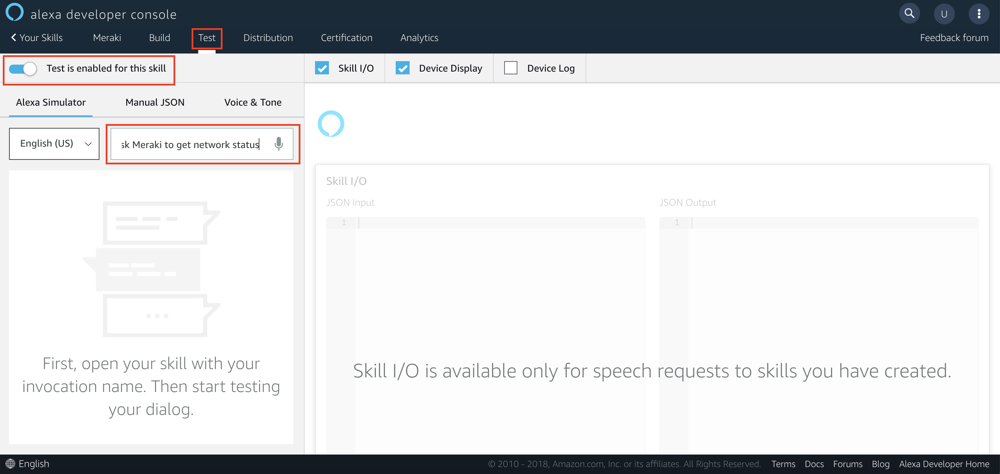 alexa developer console
U
Your Skills Meraki Build Test Distribution Certification Analytics Feedback forum
Test is enabled for this skill Skill I/O Device Display Device Log
Alexa Simulator Manual JSON Voice & Tone
English (US) sk Meraki to get network status
Skill I/O
JSON Input JSON Output
1 1
First, open your skill with your
invocation name. Then start testing
your dialog.
Skill I/O is available only for speech requests to skills you have created.
English © 2010 - 2018, Amazon.com, Inc. or its affiliates. All Rights Reserved. Terms Docs Forums Blog Alexa Developer Home